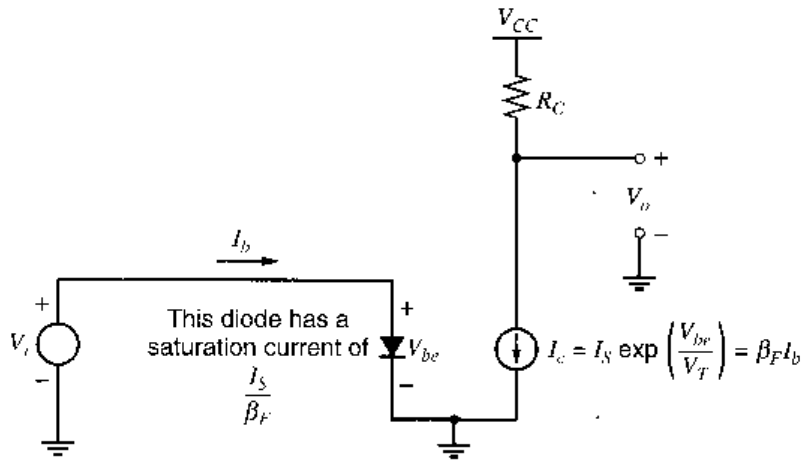 V_CC
R_C
+
V_o
−
I_b
+
V_i
−
This diode has a
saturation current of
I_S
β_F
+
V_be
−
I_c = I_S exp (V_be / V_T) = β_F I_b